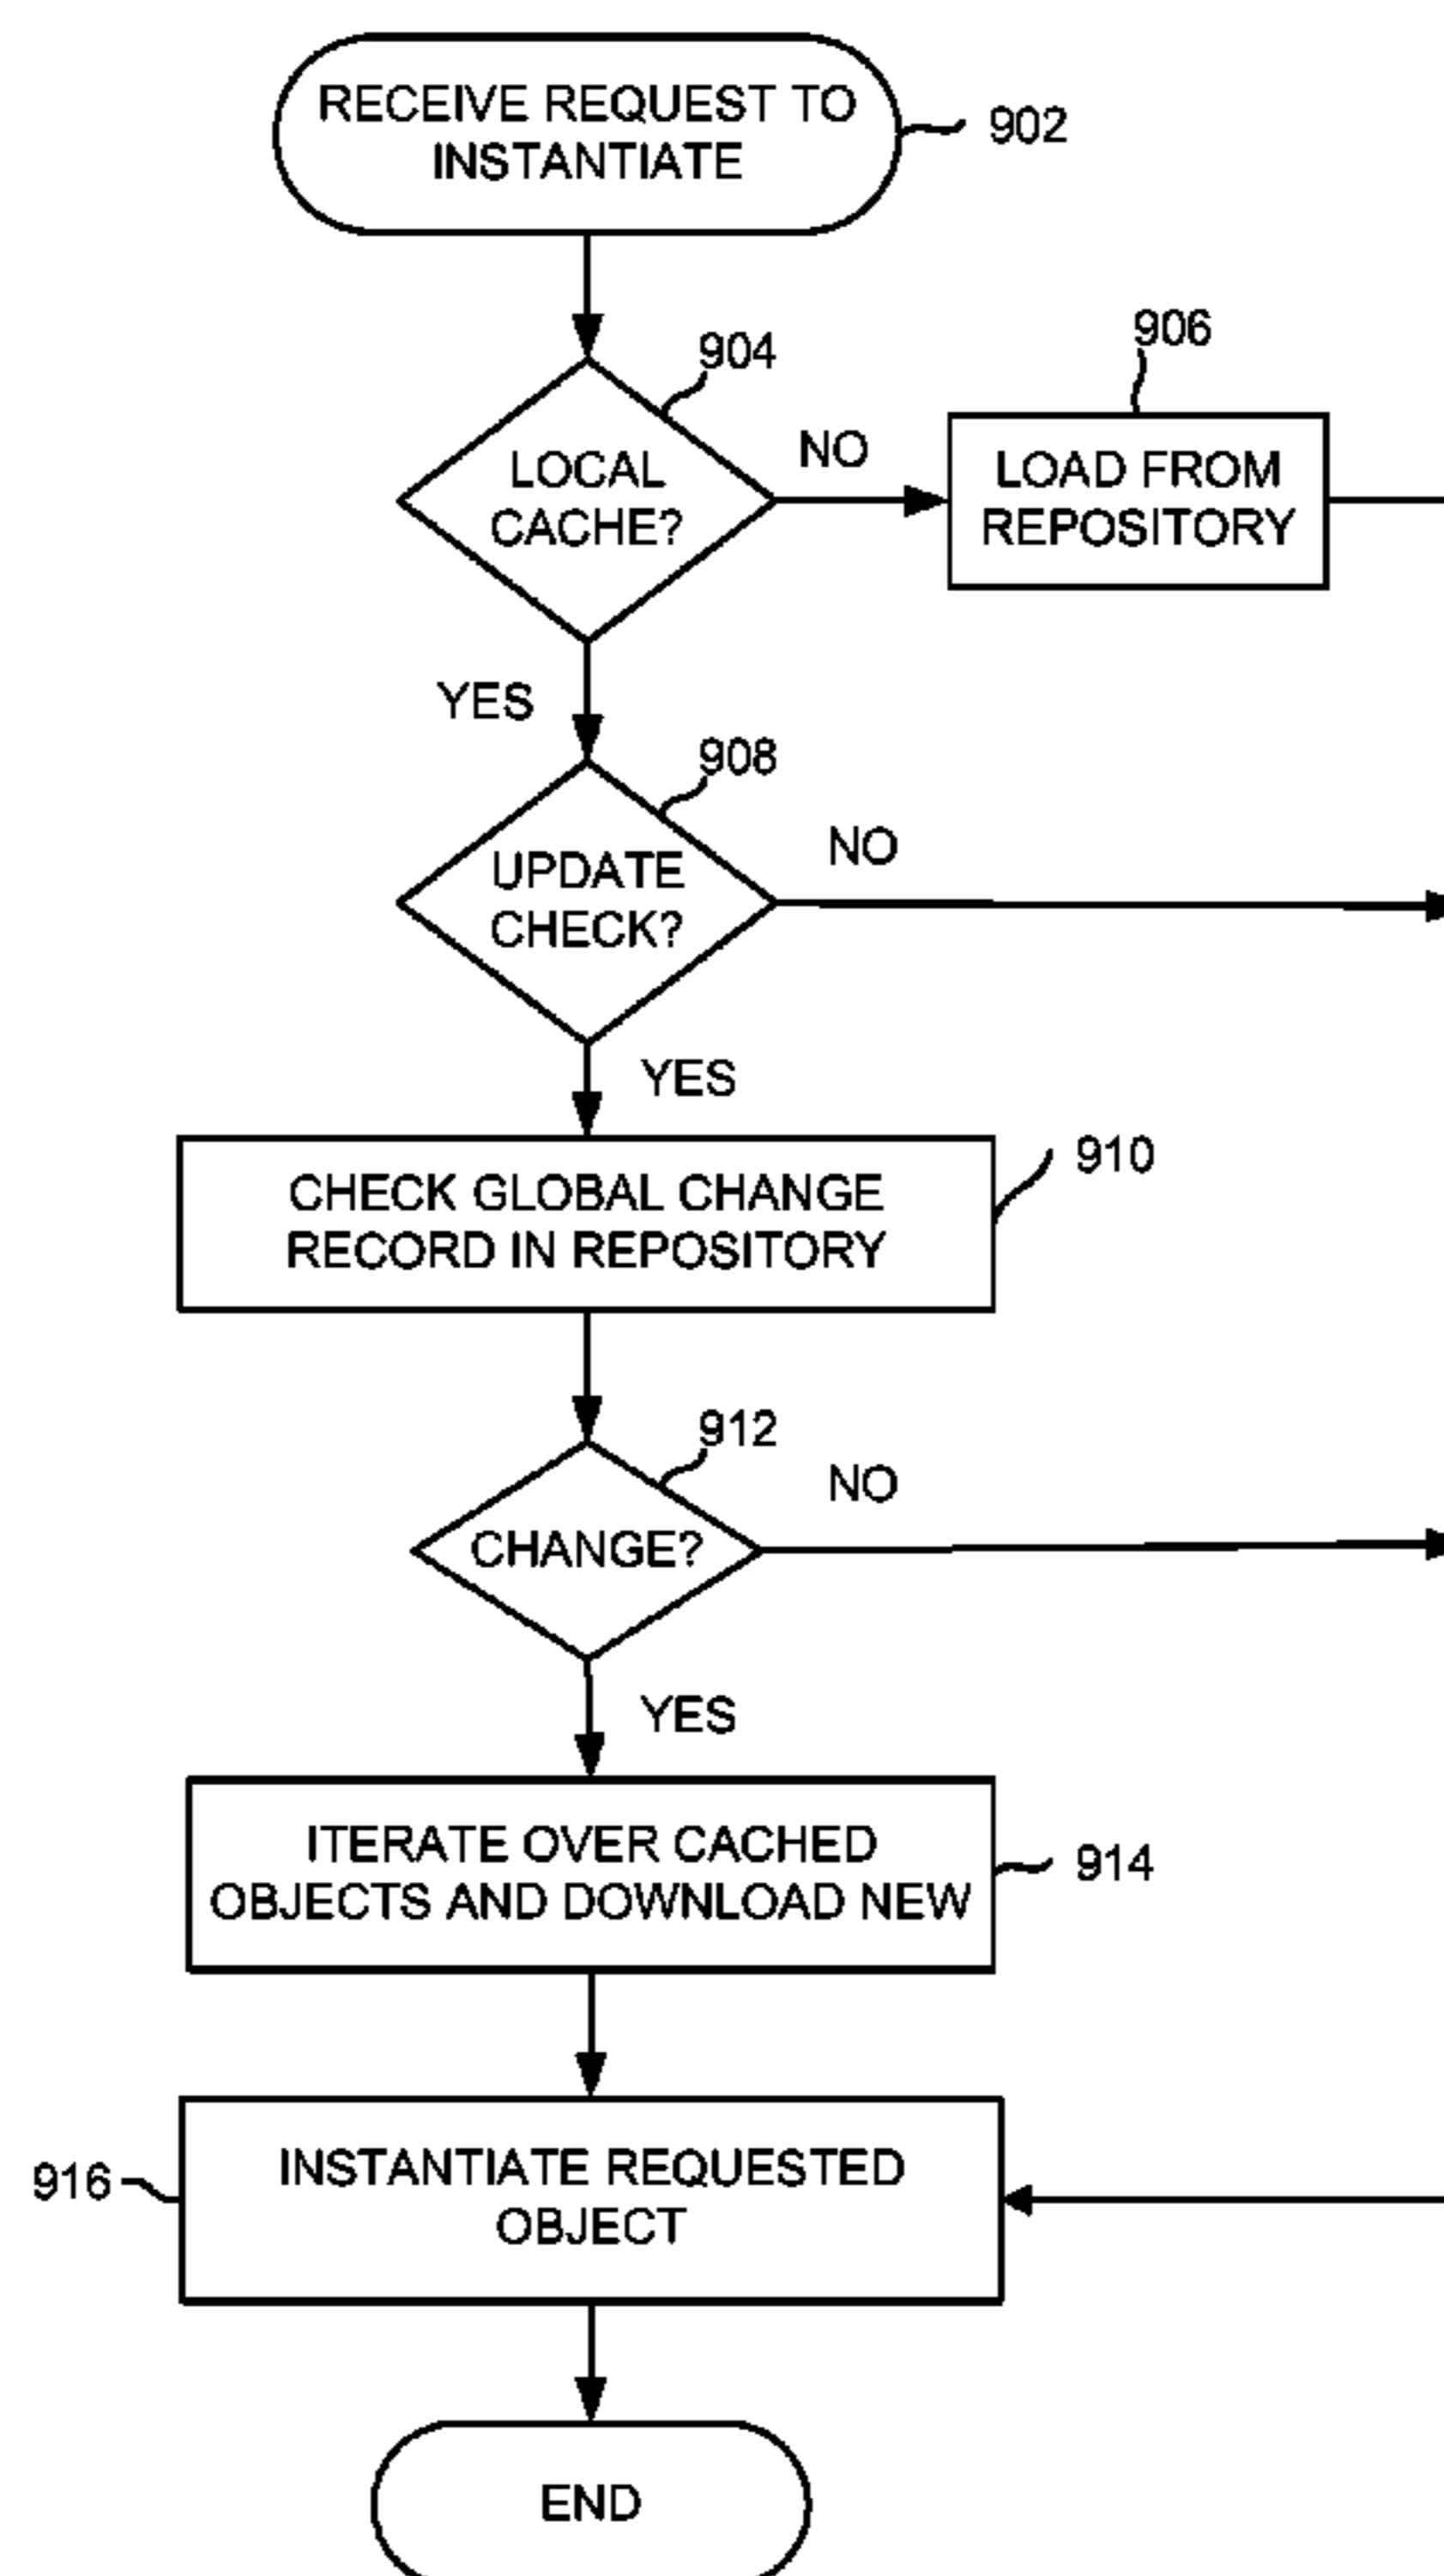 RECEIVE REQUEST TO
INSTANTIATE
902
904
906
LOCAL
CACHE?
NO
LOAD FROM
REPOSITORY
YES
908
UPDATE
CHECK?
NO
YES
CHECK GLOBAL CHANGE
RECORD IN REPOSITORY
910
912
CHANGE?
NO
YES
ITERATE OVER CACHED
OBJECTS AND DOWNLOAD NEW
914
916
INSTANTIATE REQUESTED
OBJECT
END